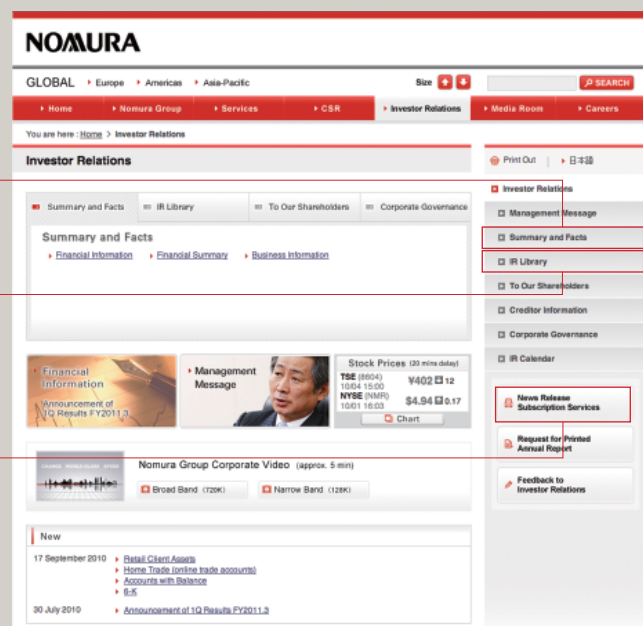 NOMURA
GLOBAL Europe Americas Asia-Pacific Size SEARCH
Home Nomura Group Services CSR Investor Relations Media Room Careers
You are here : Home > Investor Relations
Investor Relations
Print Out 日本語
Investor Relations
Management Message
Summary and Facts
IR Library
To Our Shareholders
Creditor Information
Corporate Governance
IR Calendar
News Release
Subscription Services
Request for Printed
Annual Report
Feedback to
Investor Relations
Summary and Facts IR Library To Our Shareholders Corporate Governance
Summary and Facts
Financial Information Financial Summary Business Information
Financial
Information
Announcement of
1Q Results FY2011.3
Management
Message
Stock Prices (20 mins delay)
TSE (8604)
10/04 15:00 ¥402 12
NYSE (NMR)
10/01 16:03 $4.94 0.17
Chart
Nomura Group Corporate Video (approx. 5 min)
Broad Band (720K) Narrow Band (128K)
New
17 September 2010 Retail Client Assets
Home Trade (online trade accounts)
Accounts with Balance
6-K
30 July 2010 Announcement of 1Q Results FY2011.3